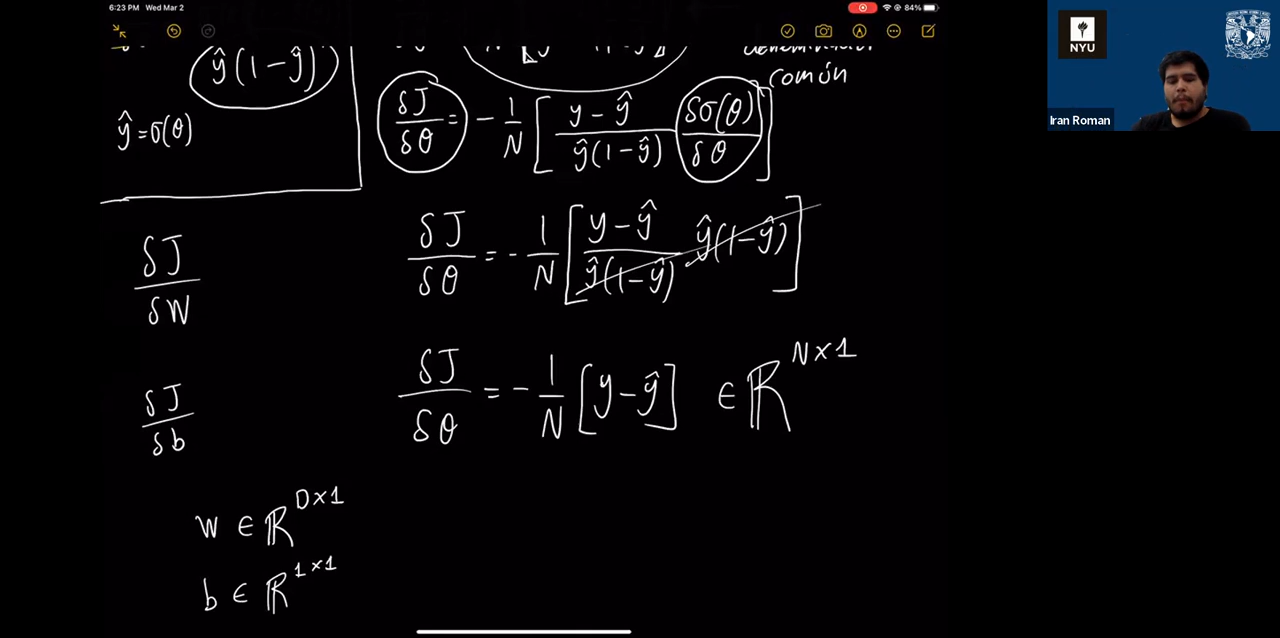 6:23 PM Wed Mar 2
84%
NYU
Iran Roman
ŷ(1-ŷ)
ŷ=σ(θ)
común
δJ/δθ = -1/N [ (y-ŷ)/(ŷ(1-ŷ)) δσ(θ)/δθ ]
δJ/δW
δJ/δθ = -1/N [ (y-ŷ)/(ŷ(1-ŷ)) ŷ(1-ŷ) ]
δJ/δb
δJ/δθ = -1/N [y-ŷ] ∈ ℝ^(N×1)
W ∈ ℝ^(D×1)
b ∈ ℝ^(1×1)